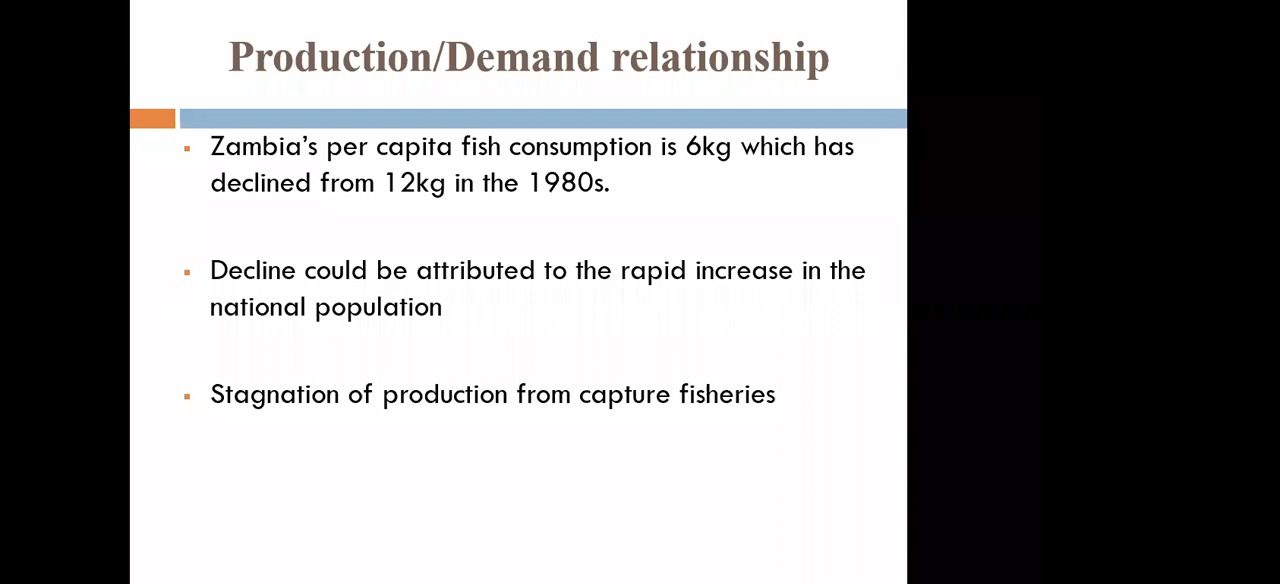 Production/Demand relationship
Zambia's per capita fish consumption is 6kg which has
declined from 12kg in the 1980s.
Decline could be attributed to the rapid increase in the
national population
Stagnation of production from capture fisheries